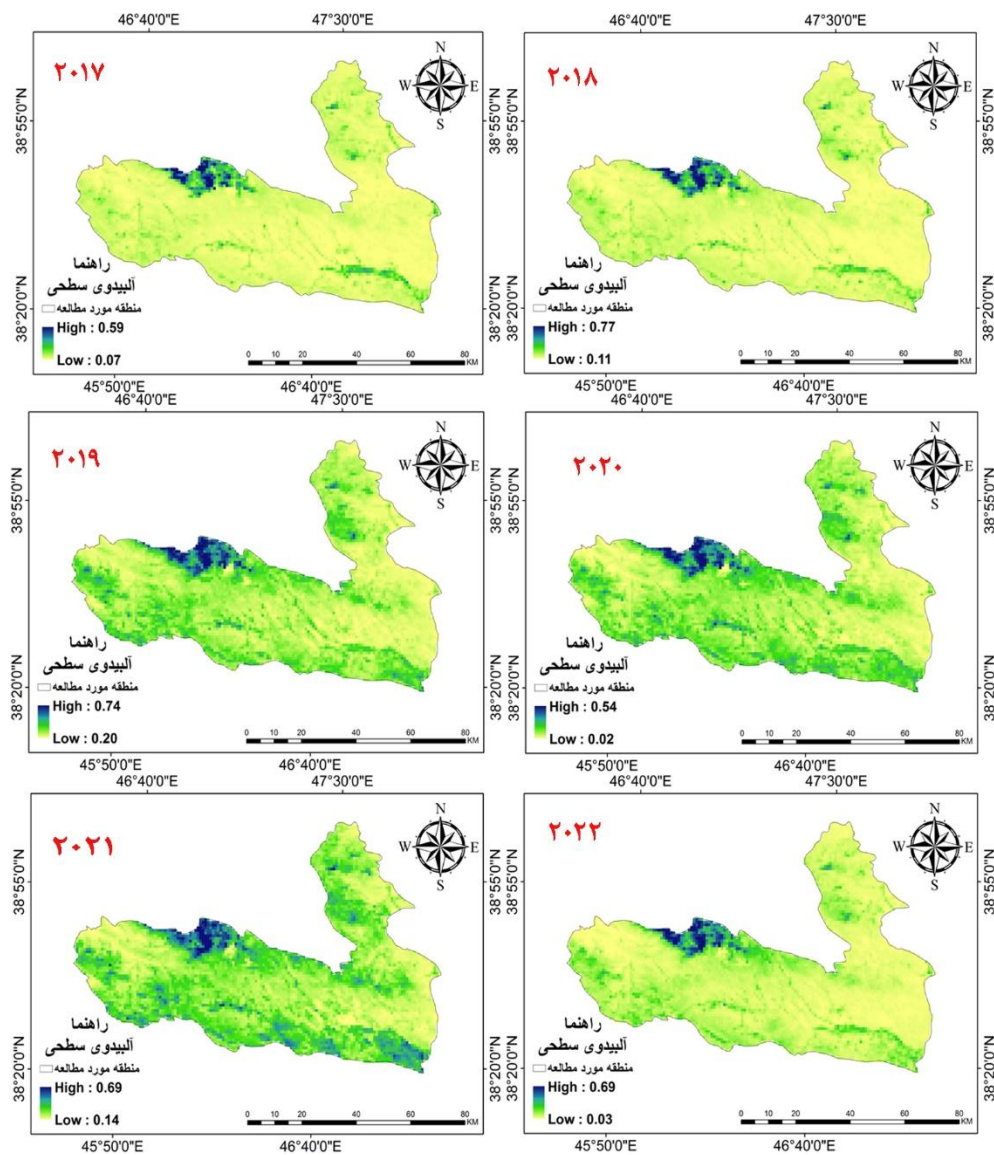 46°40'0"E 47°30'0"E
۲۰۱۷
N
W E
S
38°55'0"N
38°20'0"N
راهنما
آلبیدوی سطحی
منطقه مورد مطالعه
High : 0.59
Low : 0.07
0 10 20 40 60 80
KM
45°50'0"E 46°40'0"E
46°40'0"E 47°30'0"E
۲۰۱۸
N
W E
S
38°55'0"N
38°20'0"N
راهنما
آلبیدوی سطحی
منطقه مورد مطالعه
High : 0.77
Low : 0.11
0 10 20 40 60 80
KM
45°50'0"E 46°40'0"E
46°40'0"E 47°30'0"E
۲۰۱۹
N
W E
S
38°55'0"N
38°20'0"N
راهنما
آلبیدوی سطحی
منطقه مورد مطالعه
High : 0.74
Low : 0.20
0 10 20 40 60 80
KM
45°50'0"E 46°40'0"E
46°40'0"E 47°30'0"E
۲۰۲۰
N
W E
S
38°55'0"N
38°20'0"N
راهنما
آلبیدوی سطحی
منطقه مورد مطالعه
High : 0.54
Low : 0.02
0 10 20 40 60 80
KM
45°50'0"E 46°40'0"E
46°40'0"E 47°30'0"E
۲۰۲۱
N
W E
S
38°55'0"N
38°20'0"N
راهنما
آلبیدوی سطحی
منطقه مورد مطالعه
High : 0.69
Low : 0.14
0 10 20 40 60 80
KM
45°50'0"E 46°40'0"E
46°40'0"E 47°30'0"E
۲۰۲۲
N
W E
S
38°55'0"N
38°20'0"N
راهنما
آلبیدوی سطحی
منطقه مورد مطالعه
High : 0.69
Low : 0.03
0 10 20 40 60 80
KM
45°50'0"E 46°40'0"E